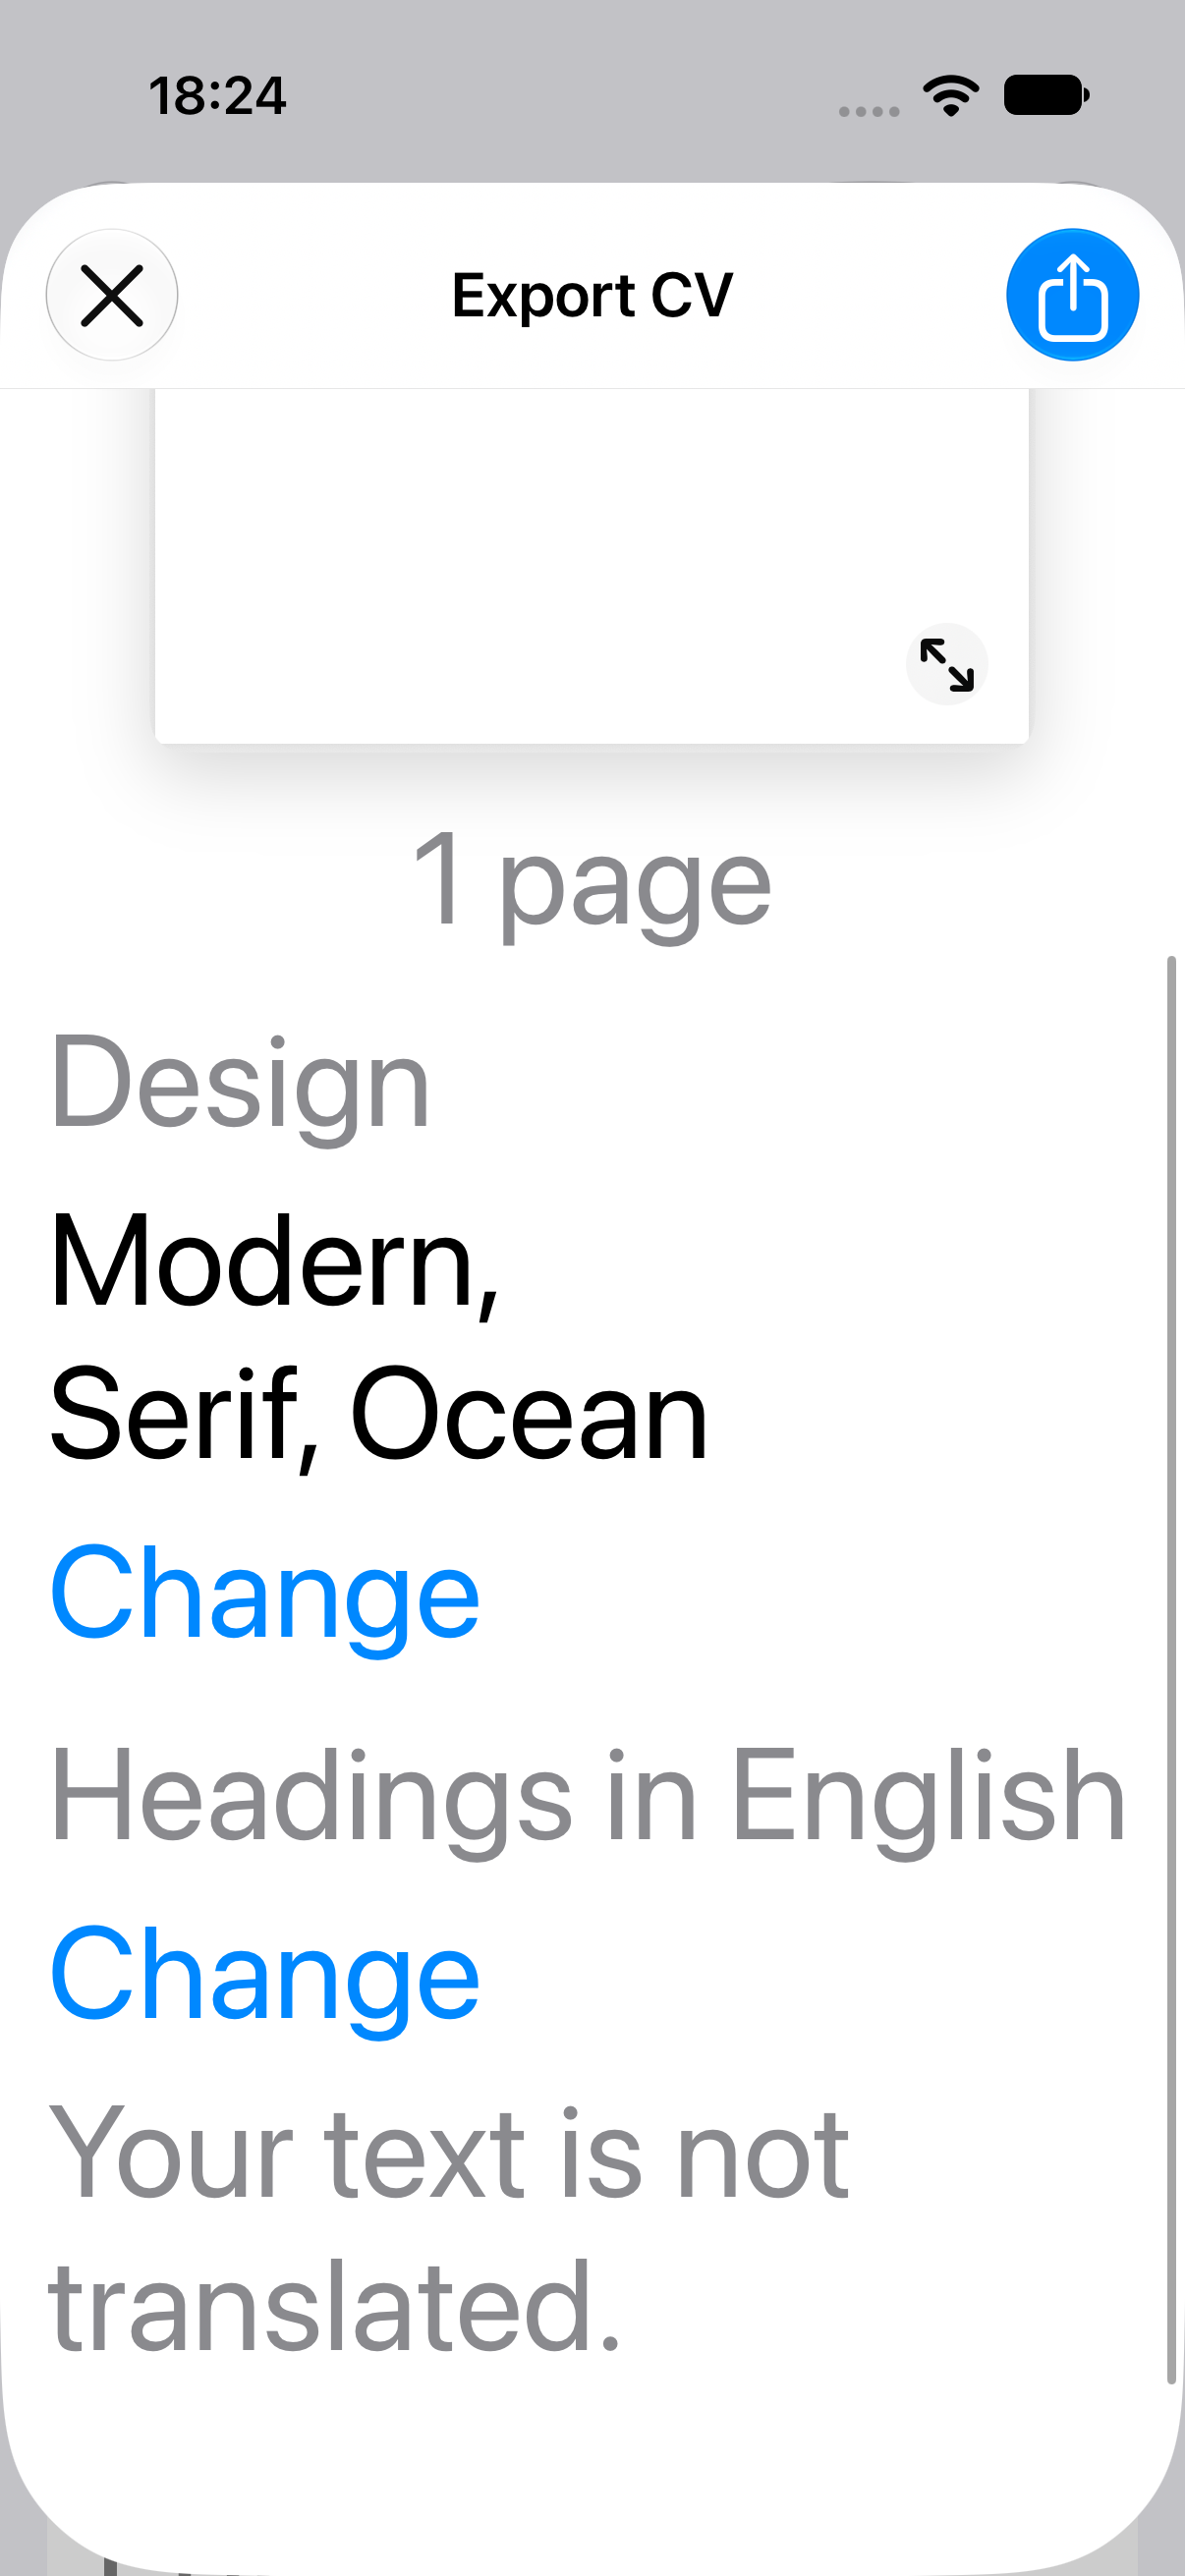 18:24
Export CV
1 page
Design
Modern,
Serif, Ocean
Change
Headings in English
Change
Your text is not
translated.